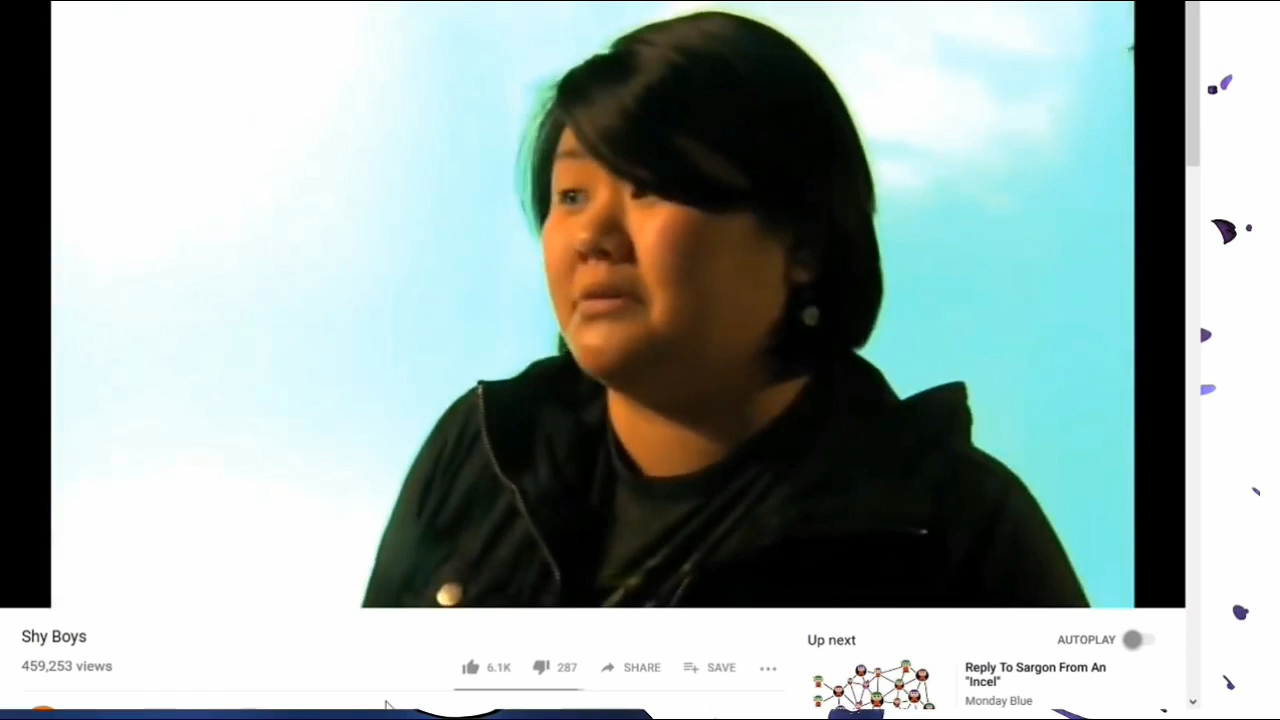 Shy Boys
459,253 views
6.1K 287 SHARE SAVE
Up next
AUTOPLAY
Reply To Sargon From An
"Incel"
Monday Blue